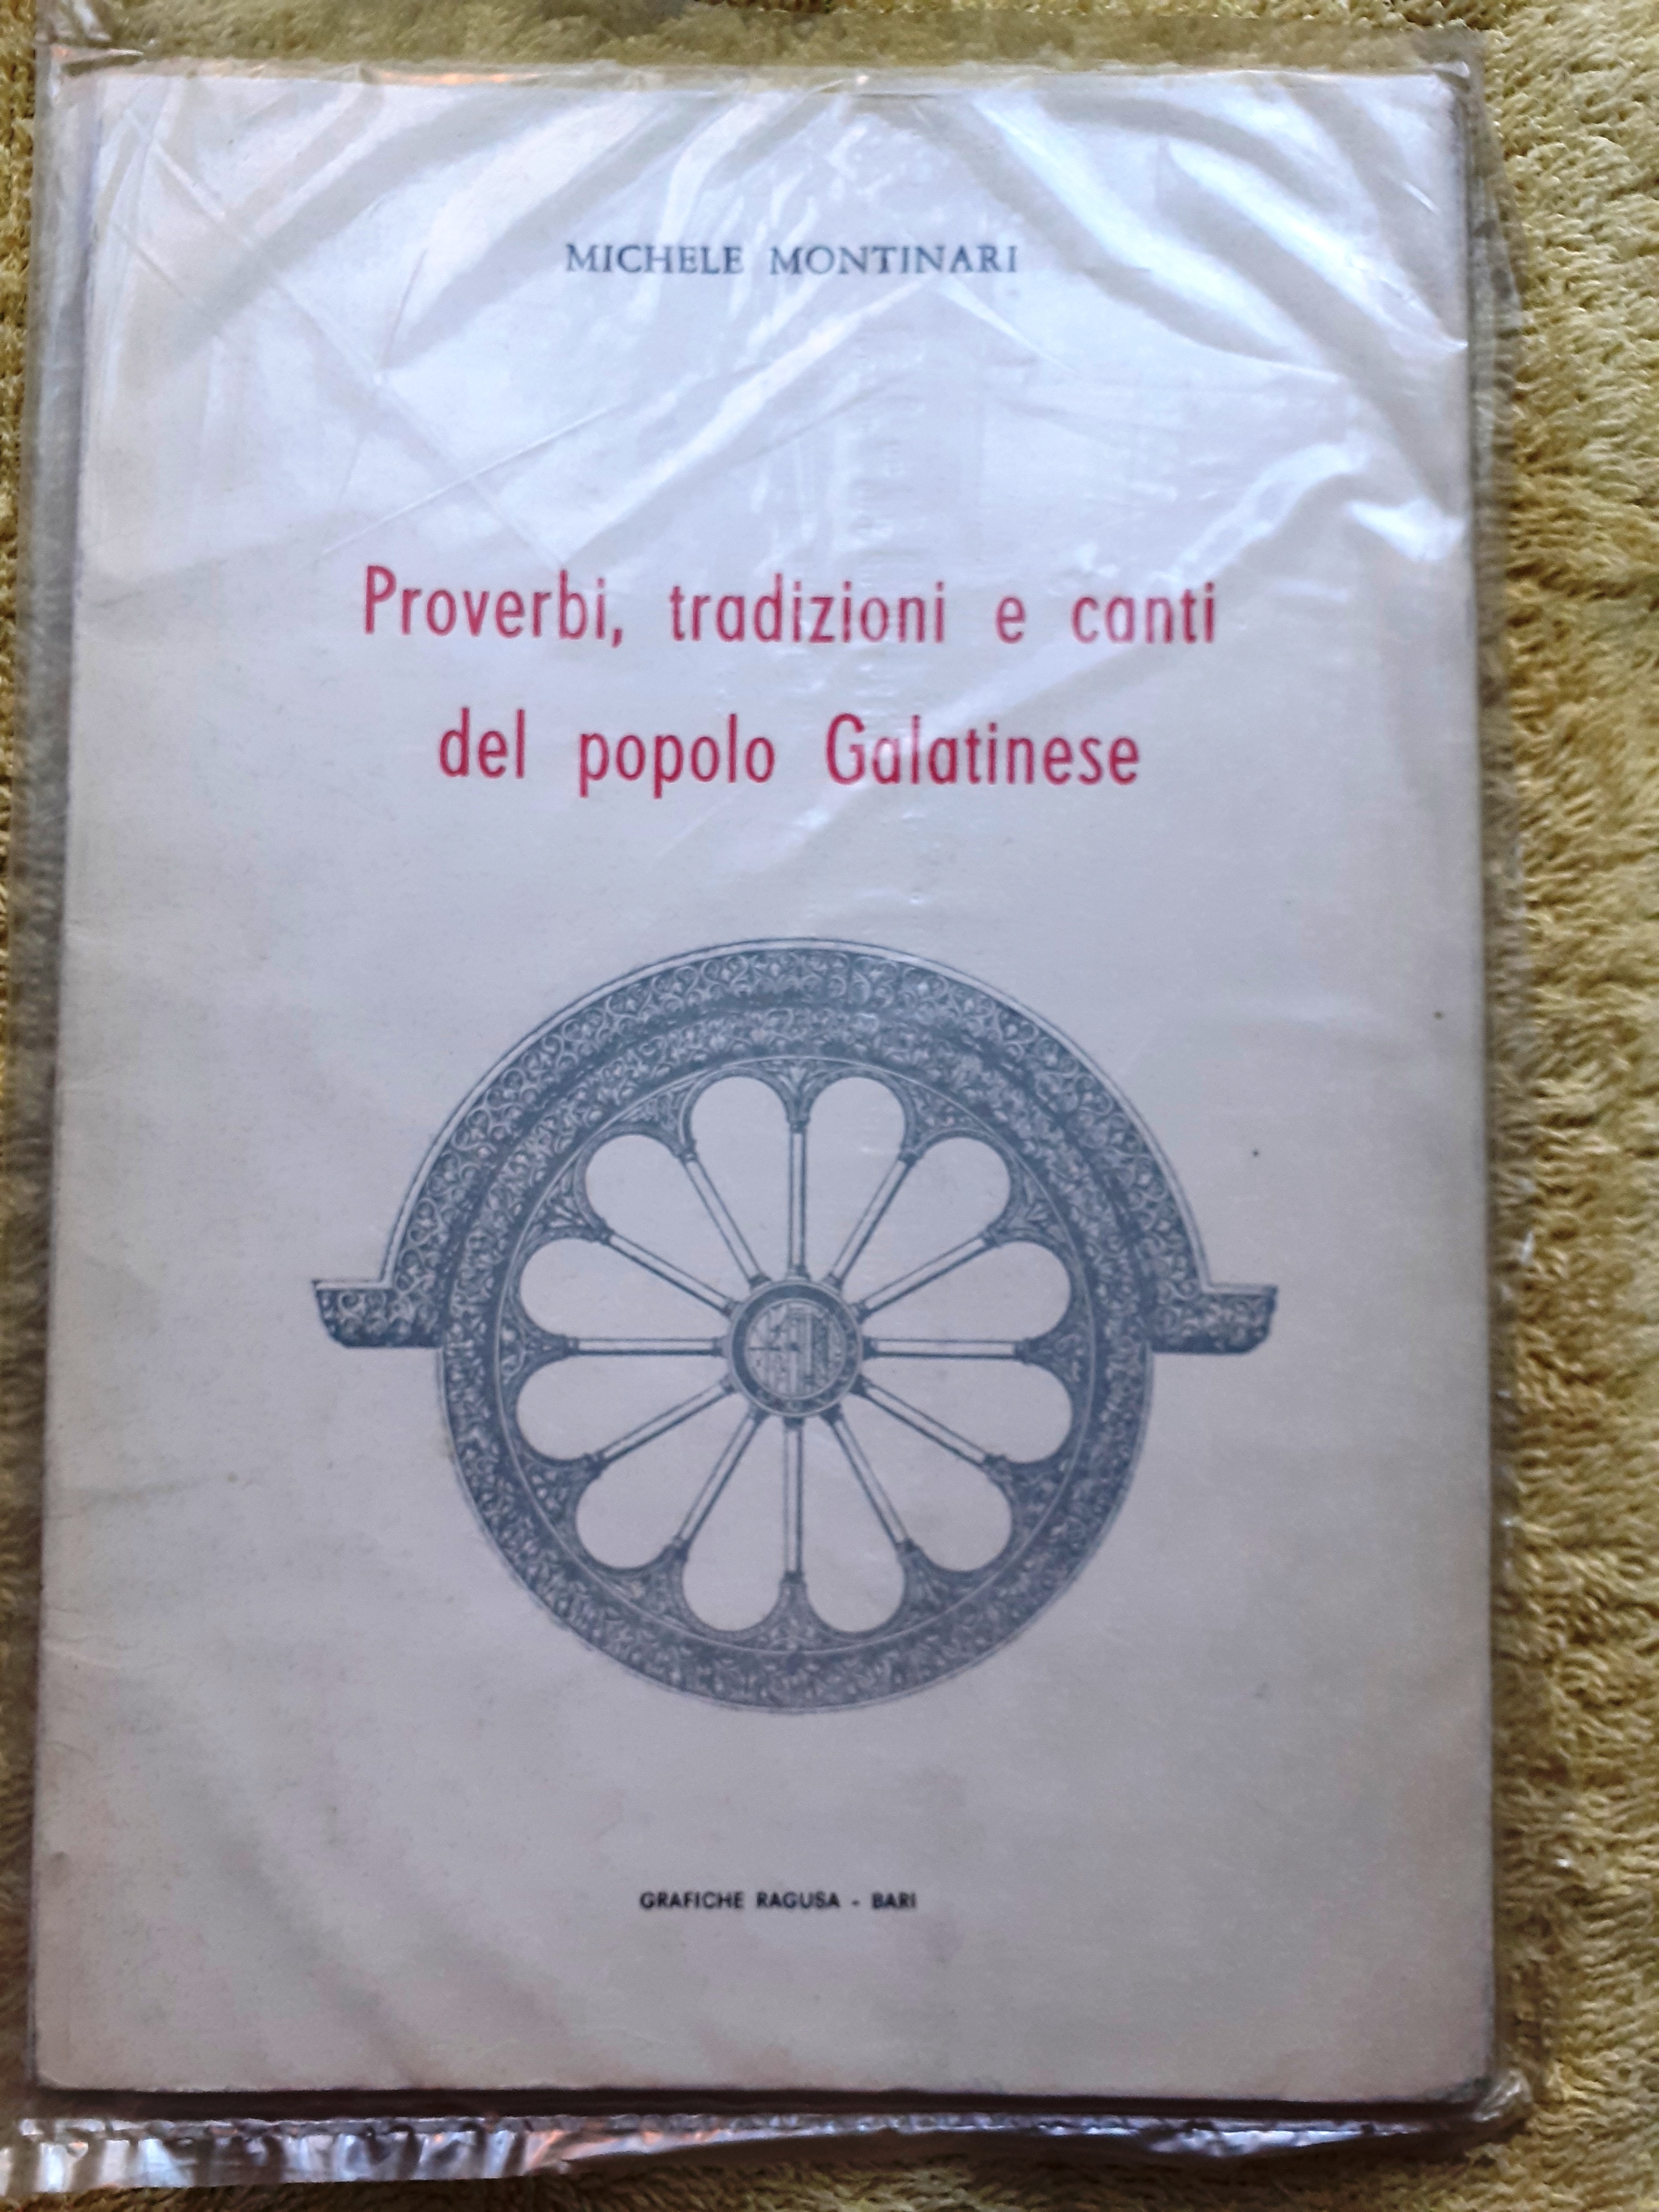 MICHELE MONTINARI
Proverbi, tradizioni e canti
del popolo Galatinese
GRAFICHE RAGUSA - BARI